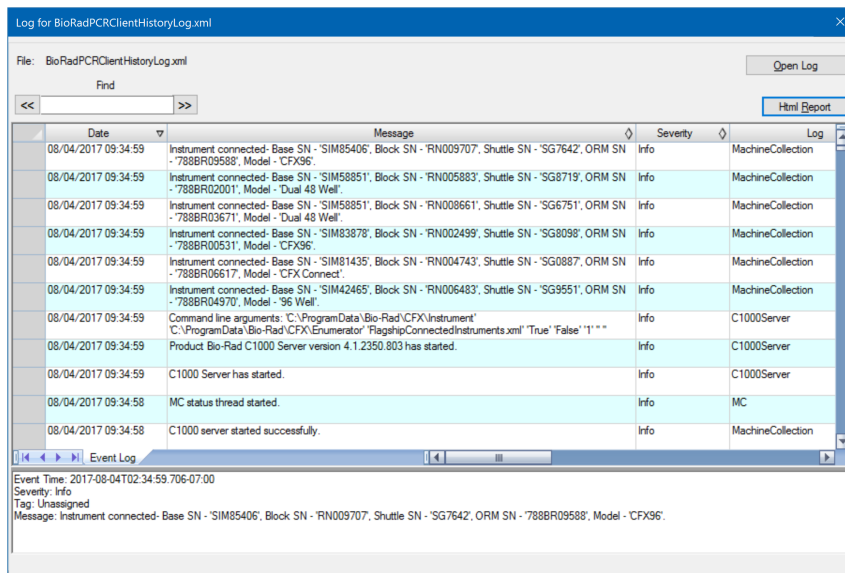 Log for BioRadPCRClientHistoryLog.xml
File: BioRadPCRClientHistoryLog.xml
Open Log
Find
<< >>
Html Report
Date Message Severity Log
08/04/2017 09:34:59 Instrument connected- Base SN - 'SIM85406', Block SN - 'RN009707', Shuttle SN - 'SG7642', ORM SN Info MachineCollection
- '788BR09588', Model - 'CFX96'.
08/04/2017 09:34:59 Instrument connected- Base SN - 'SIM58851', Block SN - 'RN005883', Shuttle SN - 'SG8719', ORM SN Info MachineCollection
- '788BR02001', Model - 'Dual 48 Well'.
08/04/2017 09:34:59 Instrument connected- Base SN - 'SIM58851', Block SN - 'RN008661', Shuttle SN - 'SG6751', ORM SN Info MachineCollection
- '788BR03671', Model - 'Dual 48 Well'.
08/04/2017 09:34:59 Instrument connected- Base SN - 'SIM83878', Block SN - 'RN002499', Shuttle SN - 'SG8098', ORM SN Info MachineCollection
- '788BR00531', Model - 'CFX96'.
08/04/2017 09:34:59 Instrument connected- Base SN - 'SIM81435', Block SN - 'RN004743', Shuttle SN - 'SG0887', ORM SN Info MachineCollection
- '788BR06617', Model - 'CFX Connect'.
08/04/2017 09:34:59 Instrument connected- Base SN - 'SIM42465', Block SN - 'RN006483', Shuttle SN - 'SG9551', ORM SN Info MachineCollection
- '788BR04970', Model - '96 Well'.
08/04/2017 09:34:59 Command line arguments: 'C:\ProgramData\Bio-Rad\CFX\Instrument' Info C1000Server
'C:\ProgramData\Bio-Rad\CFX\Enumerator' 'FlagshipConnectedInstruments.xml' 'True' 'False' '1' '' ''
08/04/2017 09:34:59 Product Bio-Rad C1000 Server version 4.1.2350.803 has started. Info C1000Server
08/04/2017 09:34:59 C1000 Server has started. Info C1000Server
08/04/2017 09:34:58 MC status thread started. Info MC
08/04/2017 09:34:58 C1000 server started successfully. Info MachineCollection
Event Log
Event Time: 2017-08-04T02:34:59.706-07:00
Severity: Info
Tag: Unassigned
Message: Instrument connected- Base SN - 'SIM85406', Block SN - 'RN009707', Shuttle SN - 'SG7642', ORM SN - '788BR09588', Model - 'CFX96'.